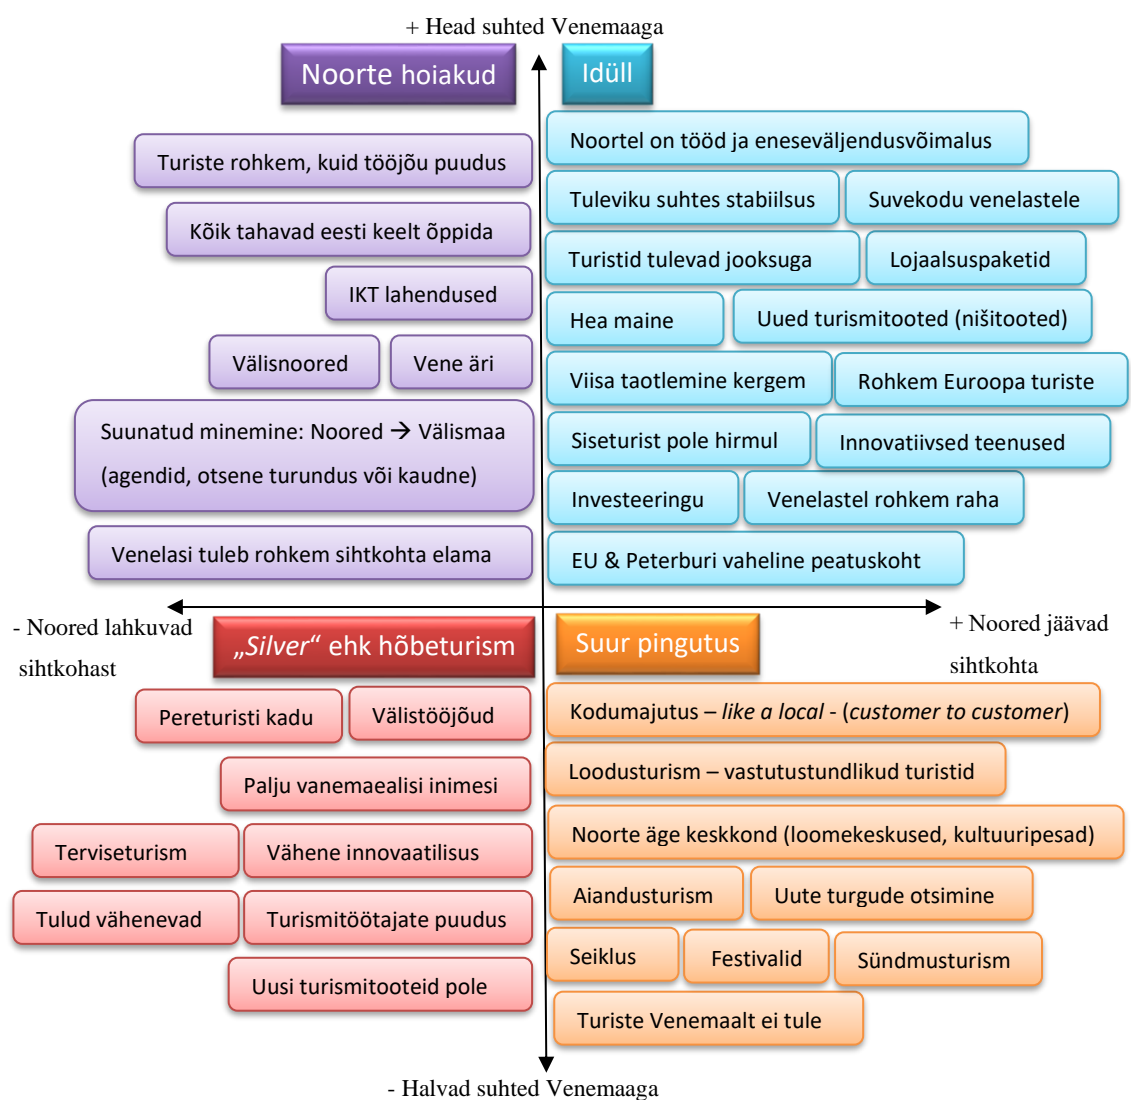 + Head suhted Venemaaga
Noorte hoiakud
Idüll
Turiste rohkem, kuid tööjõu puudus
Kõik tahavad eesti keelt õppida
IKT lahendused
Välisnoored
Vene äri
Suunatud minemine: Noored → Välismaa
(agendid, otsene turundus või kaudne)
Venelasi tuleb rohkem sihtkohta elama
Noortel on tööd ja eneseväljendusvõimalus
Tuleviku suhtes stabiilsus
Suvekodu venelastele
Turistid tulevad jooksuga
Lojaalsuspaketid
Hea maine
Uued turismitooted (nišitooted)
Viisa taotlemine kergem
Rohkem Euroopa turiste
Siseturist pole hirmul
Innovatiivsed teenused
Investeeringu
Venelastel rohkem raha
EU & Peterburi vaheline peatuskoht
- Noored lahkuvad
sihtkohast
+ Noored jäävad
sihtkohta
„Silver“ ehk hõbeturism
Suur pingutus
Pereturisti kadu
Välistööjõud
Palju vanemaealisi inimesi
Terviseturism
Vähene innovaatilisus
Tulud vähenevad
Turismitöötajate puudus
Uusi turismitooteid pole
Kodumajutus – like a local - (customer to customer)
Loodusturism – vastutustundlikud turistid
Noorte äge keskkond (loomekeskused, kultuuripesad)
Aiandusturism
Uute turgude otsimine
Seiklus
Festivalid
Sündmusturism
Turiste Venemaalt ei tule
- Halvad suhted Venemaaga